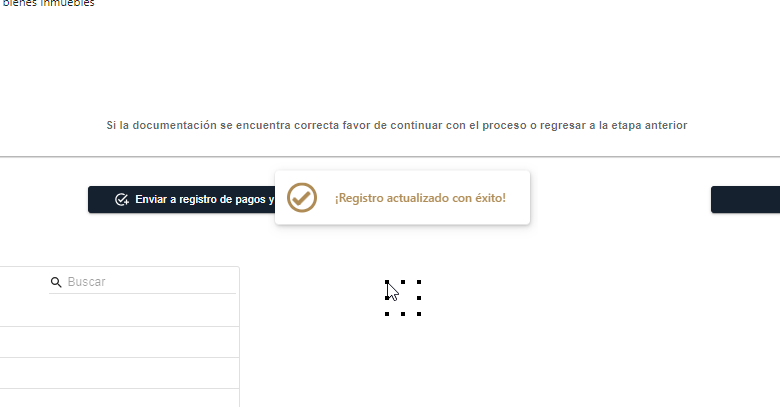 bienes inmuebles
Si la documentación se encuentra correcta favor de continuar con el proceso o regresar a la etapa anterior
Enviar a registro de pagos y
¡Registro actualizado con éxito!
Buscar